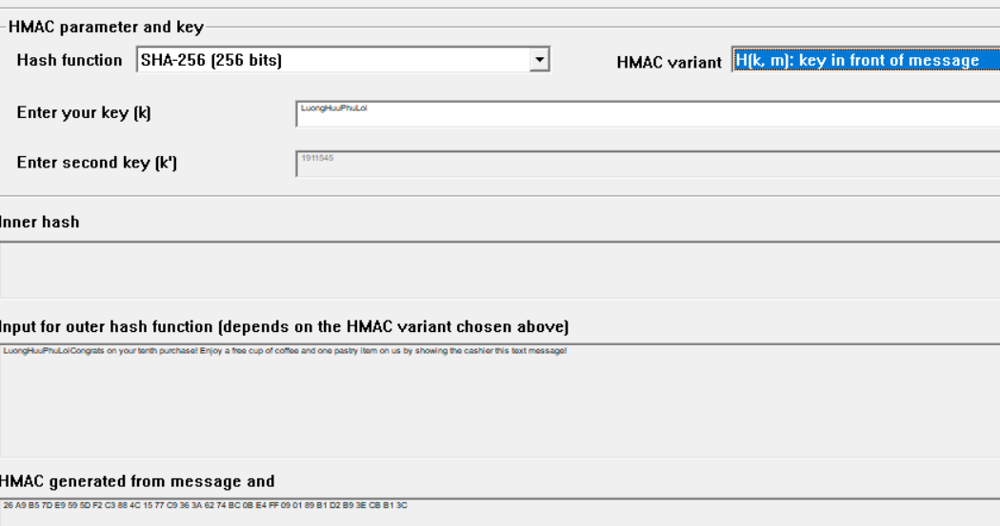 HMAC parameter and key
Hash function SHA-256 (256 bits) HMAC variant H(k, m): key in front of message
Enter your key (k) LuongHuuPhuLoi
Enter second key (k') 1911545
Inner hash
Input for outer hash function (depends on the HMAC variant chosen above)
LuongHuuPhuLoiCongrats on your tenth purchase! Enjoy a free cup of coffee and one pastry item on us by showing the cashier this text message!
HMAC generated from message and
26 A9 B5 7D E9 59 5D F2 C3 88 4C 15 77 C9 36 3A 62 74 BC 0B E4 FF 09 01 89 B1 D2 B9 3E CB B1 3C